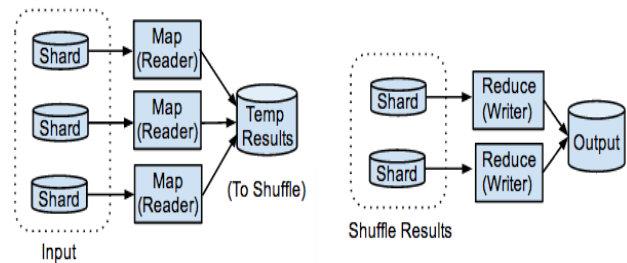 Shard
Map
(Reader)
Shard
Map
(Reader)
Shard
Map
(Reader)
Temp
Results
(To Shuffle)
Input
Shard
Reduce
(Writer)
Shard
Reduce
(Writer)
Output
Shuffle Results